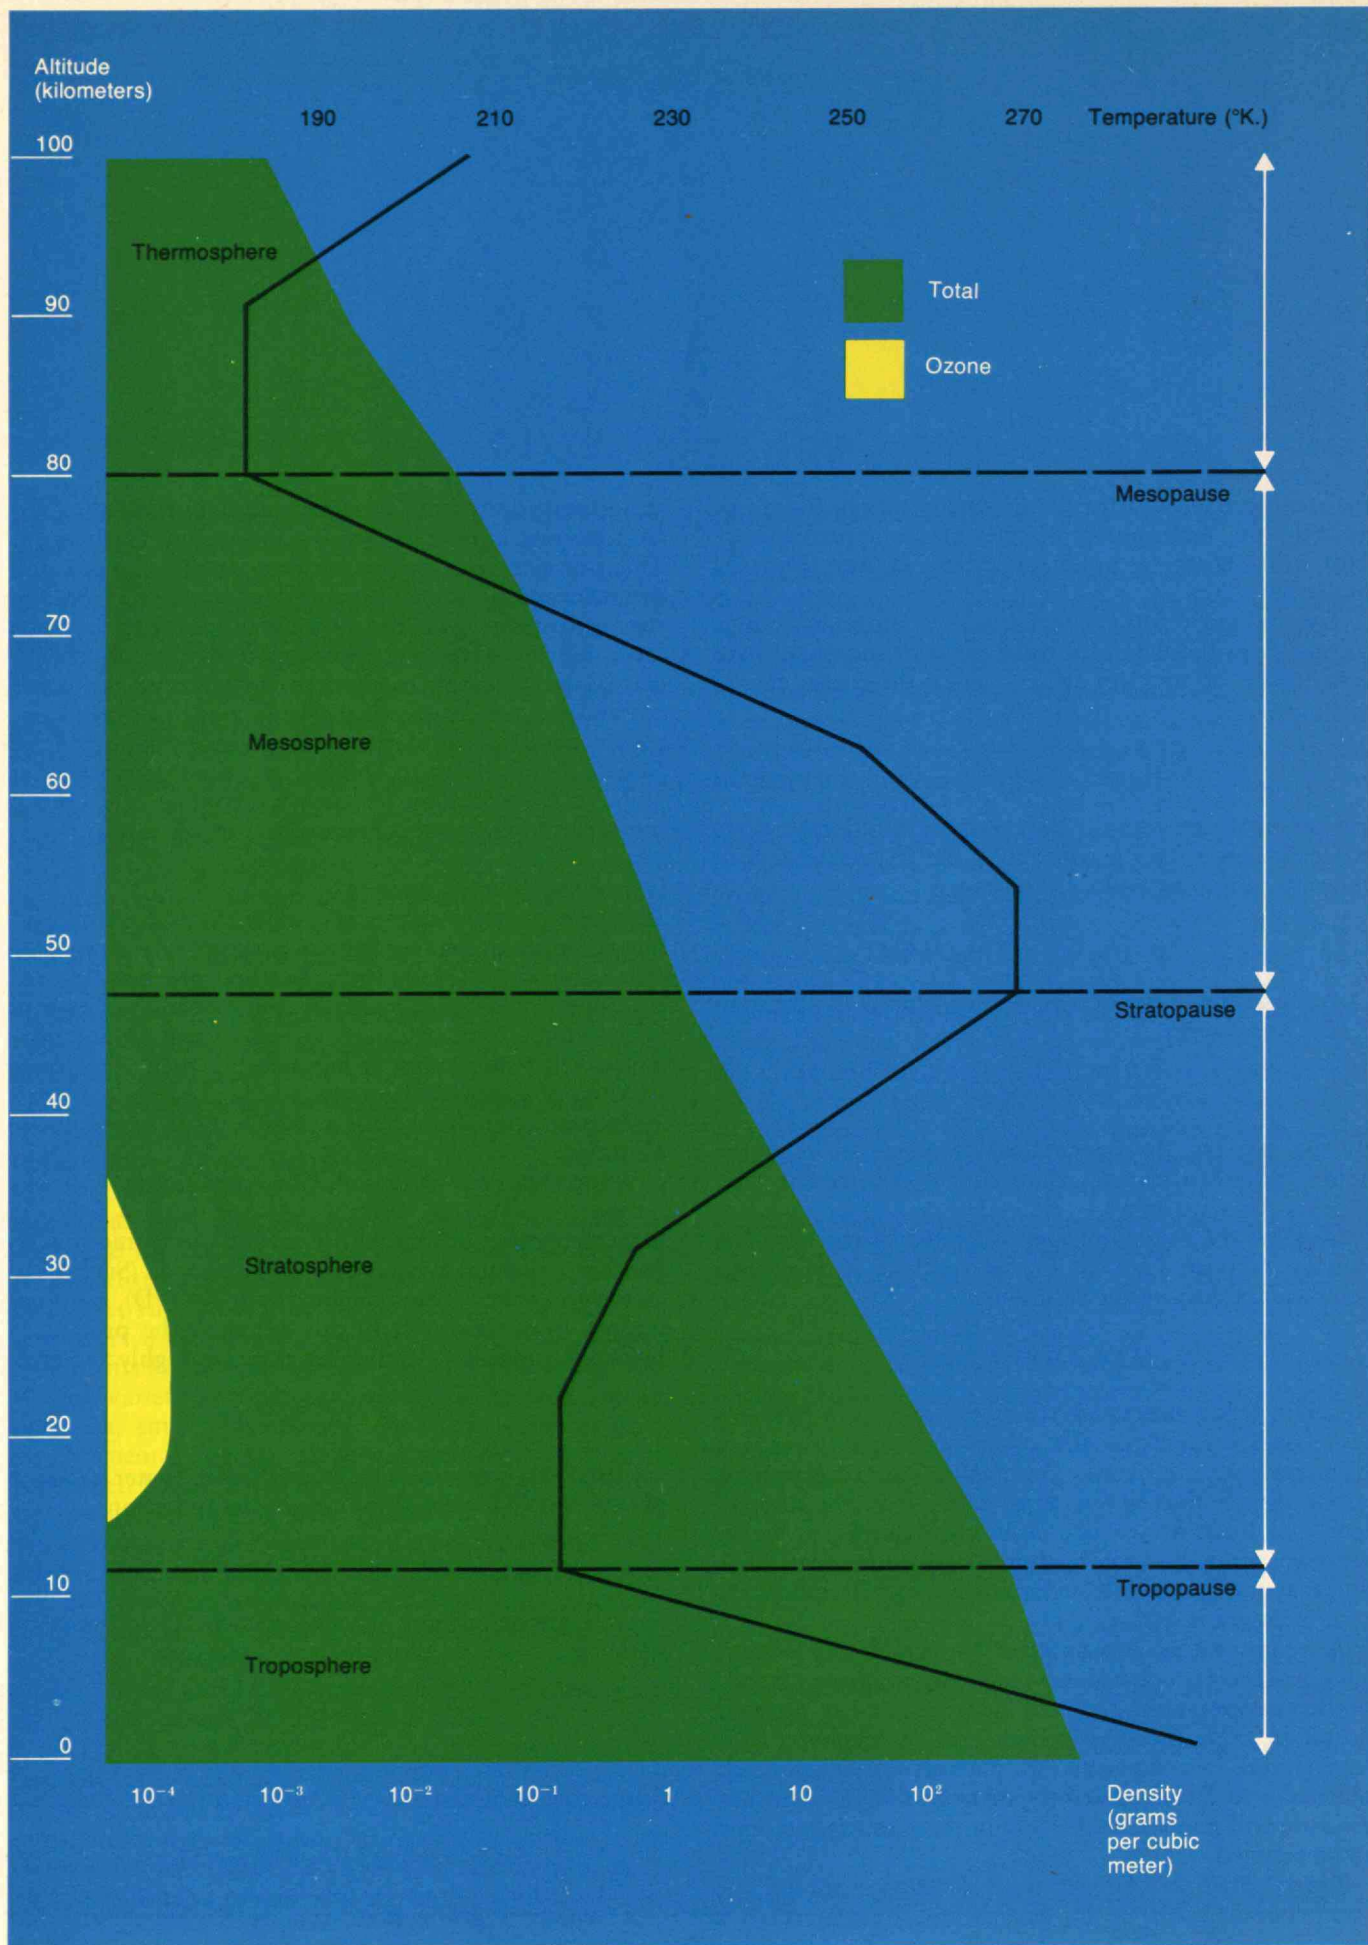 Altitude
(kilometers)
190 210 230 250 270 Temperature (°K.)
100
Thermosphere
90
Total
Ozone
80
Mesopause
70
Mesosphere
60
50
Stratopause
40
30
Stratosphere
20
10
Tropopause
Troposphere
0
10⁻⁴ 10⁻³ 10⁻² 10⁻¹ 1 10 10² Density
(grams
per cubic
meter)